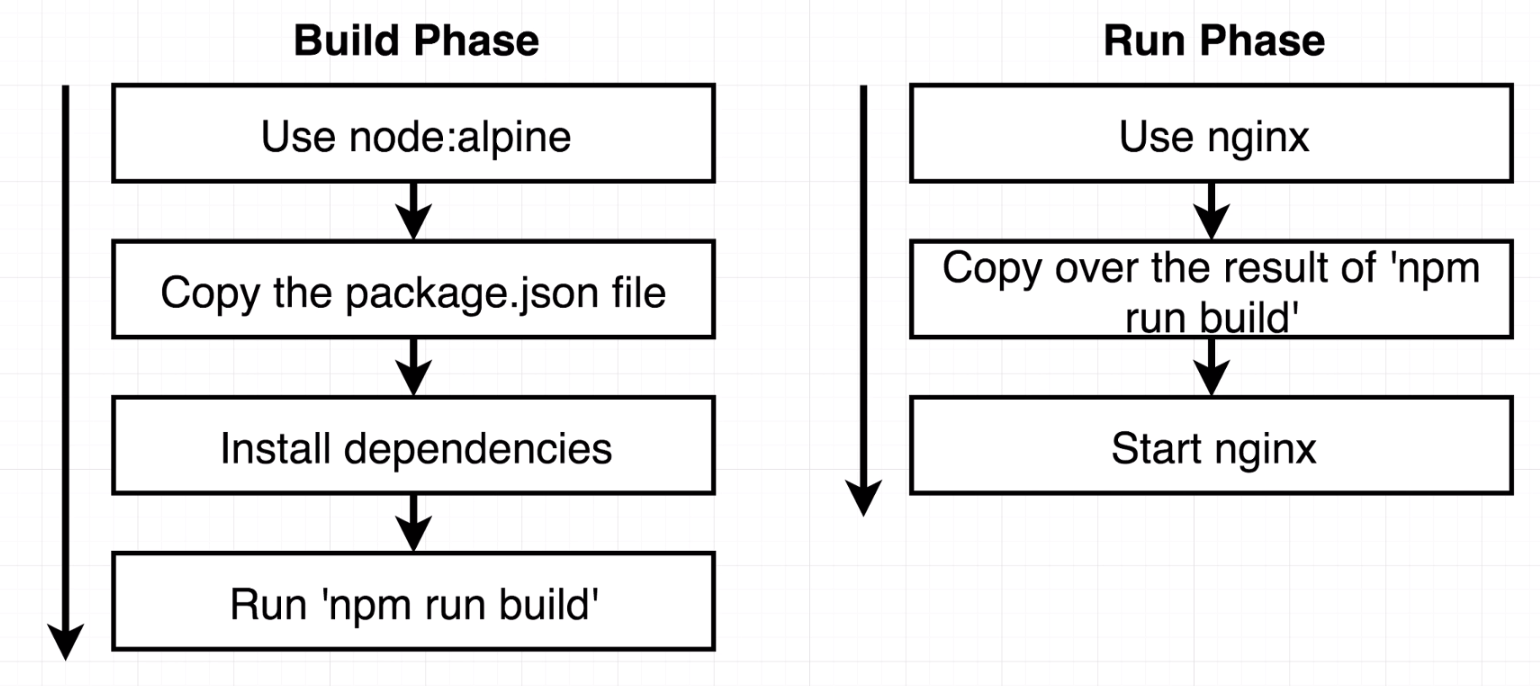 Build Phase
Use node:alpine
Copy the package.json file
Install dependencies
Run 'npm run build'
Run Phase
Use nginx
Copy over the result of 'npm
run build'
Start nginx